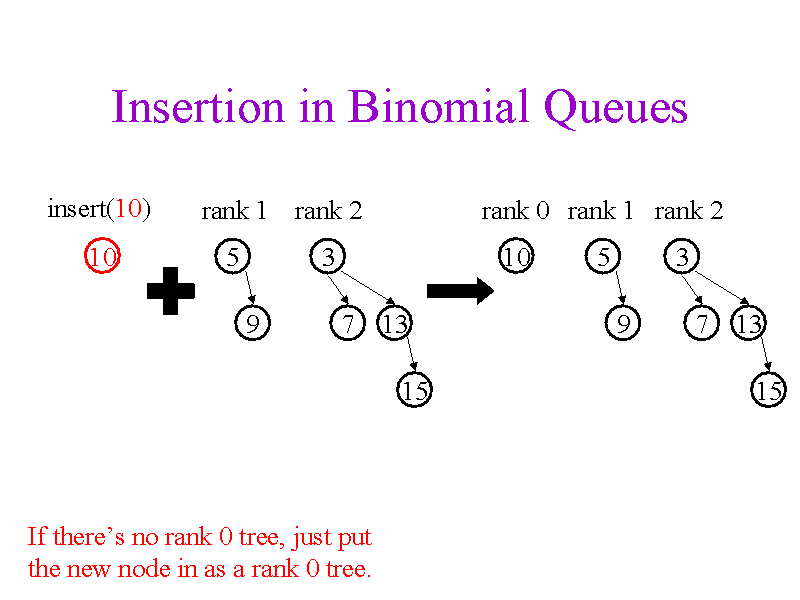 Insertion in Binomial Queues
insert(10) rank 1 rank 2 rank 0 rank 1 rank 2
10 5 3 10 5 3
9 7 13 9 7 13
15 15
If there's no rank 0 tree, just put
the new node in as a rank 0 tree.